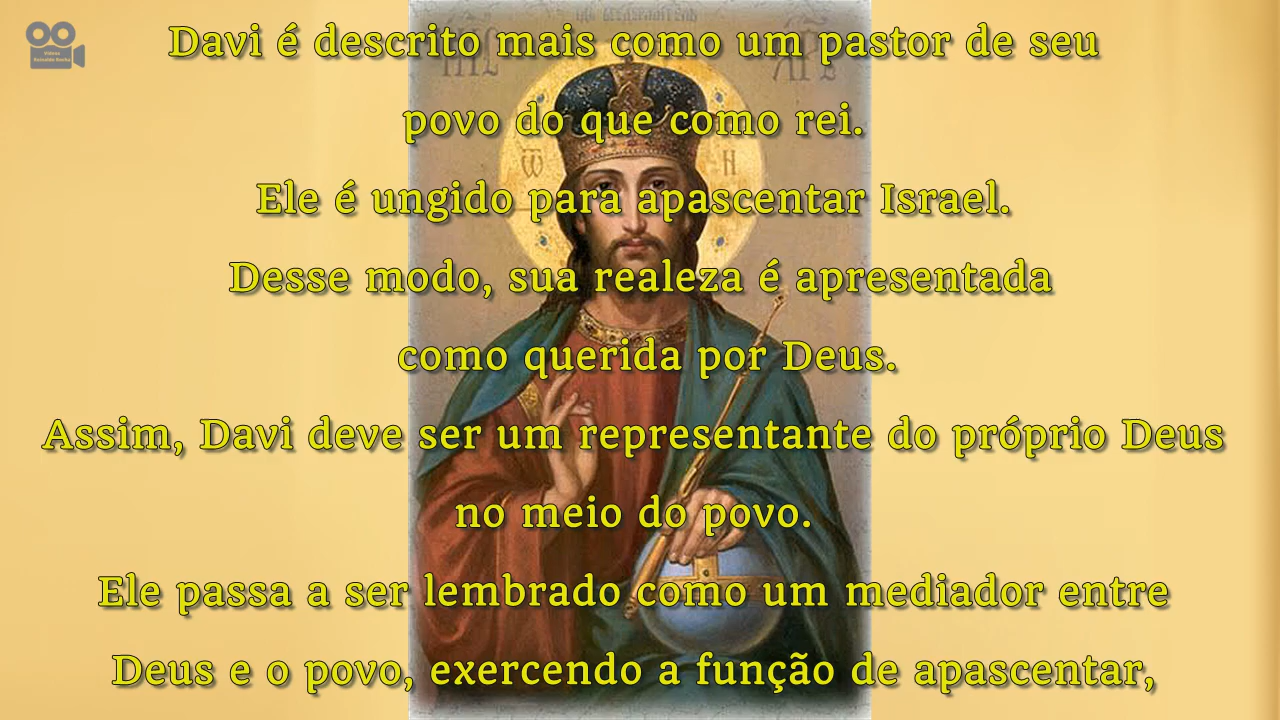 Davi é descrito mais como um pastor de seu
povo do que como rei.
Ele é ungido para apascentar Israel.
Desse modo, sua realeza é apresentada
como querida por Deus.
Assim, Davi deve ser um representante do próprio Deus
no meio do povo.
Ele passa a ser lembrado como um mediador entre
Deus e o povo, exercendo a função de apascentar,